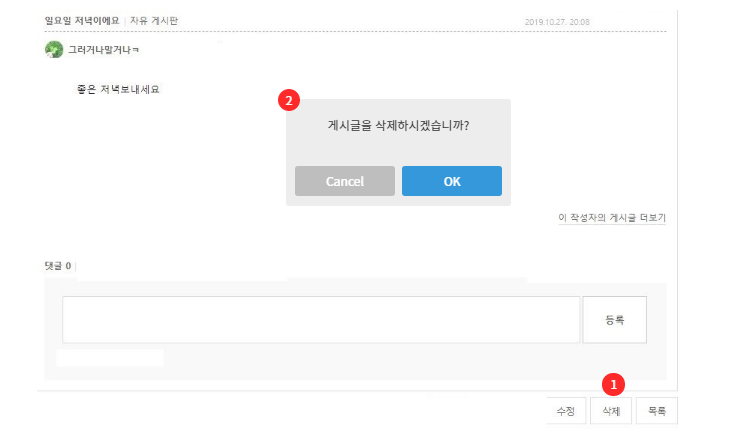 일요일 저녁이에요 | 자유 게시판
2019.10.27. 20:08
그러거나말거나ㅋ
좋은 저녁보내세요
2
게시글을 삭제하시겠습니까?
Cancel OK
이 작성자의 게시글 더보기
댓글 0 |
등록
1
수정 삭제 목록